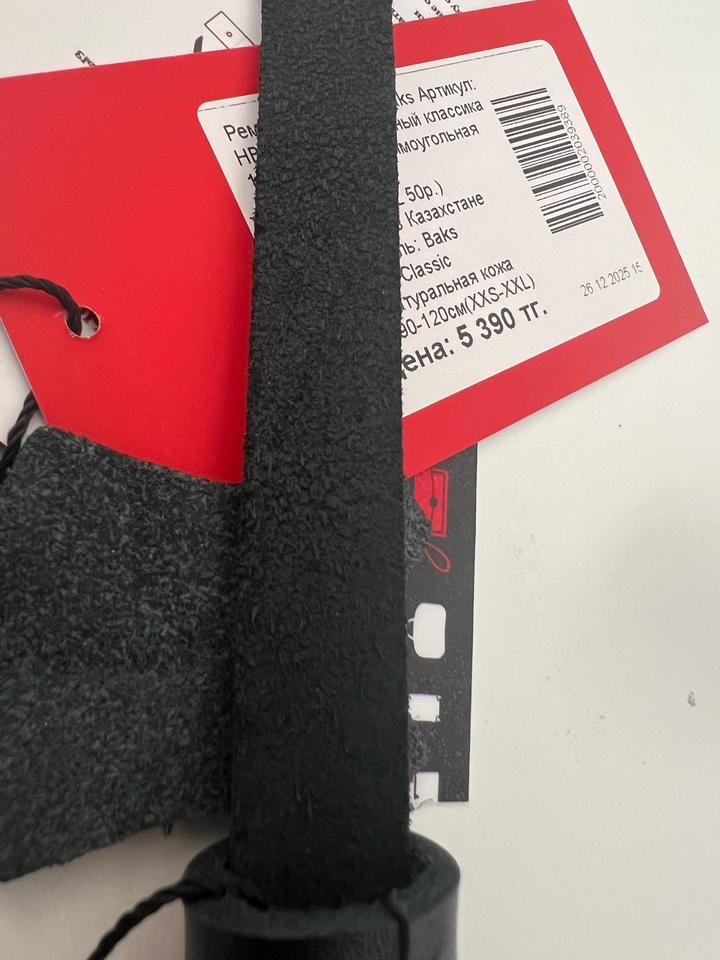 ks Артикул:
ный классика
моугольная
50р.)
в Казахстане
ль: Baks
Classic
туральная кожа
90-120см(XXS-XXL)
ена: 5 390 тг.
2000002039389
26 12 2025 15